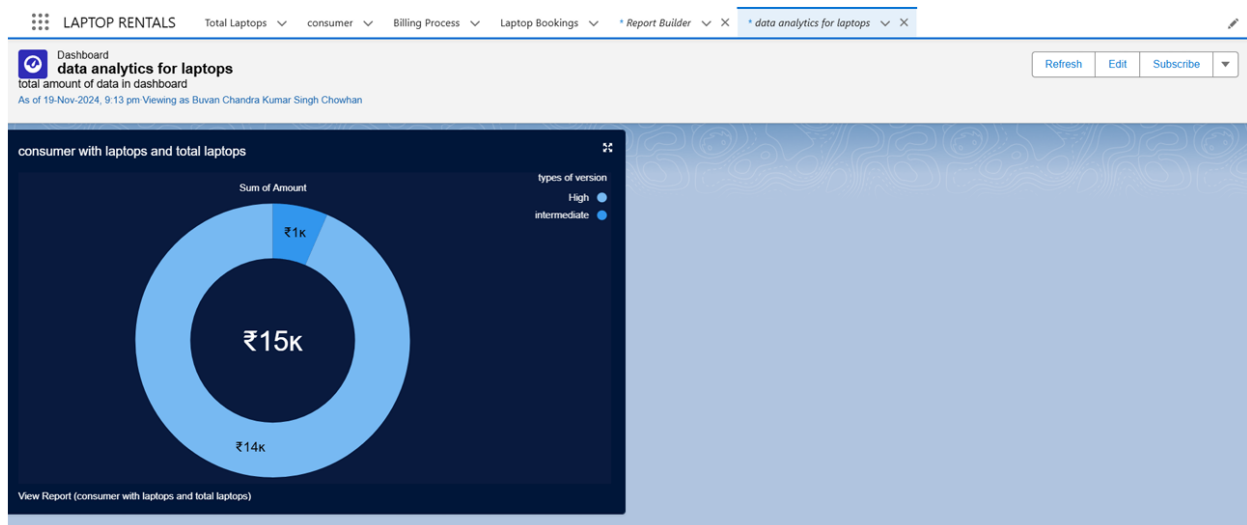 LAPTOP RENTALS Total Laptops consumer Billing Process Laptop Bookings * Report Builder * data analytics for laptops
Dashboard
data analytics for laptops
total amount of data in dashboard
As of 19-Nov-2024, 9:13 pm·Viewing as Buvan Chandra Kumar Singh Chowhan
Refresh Edit Subscribe
consumer with laptops and total laptops
Sum of Amount
types of version
High
intermediate
₹1K
₹15K
₹14K
View Report (consumer with laptops and total laptops)